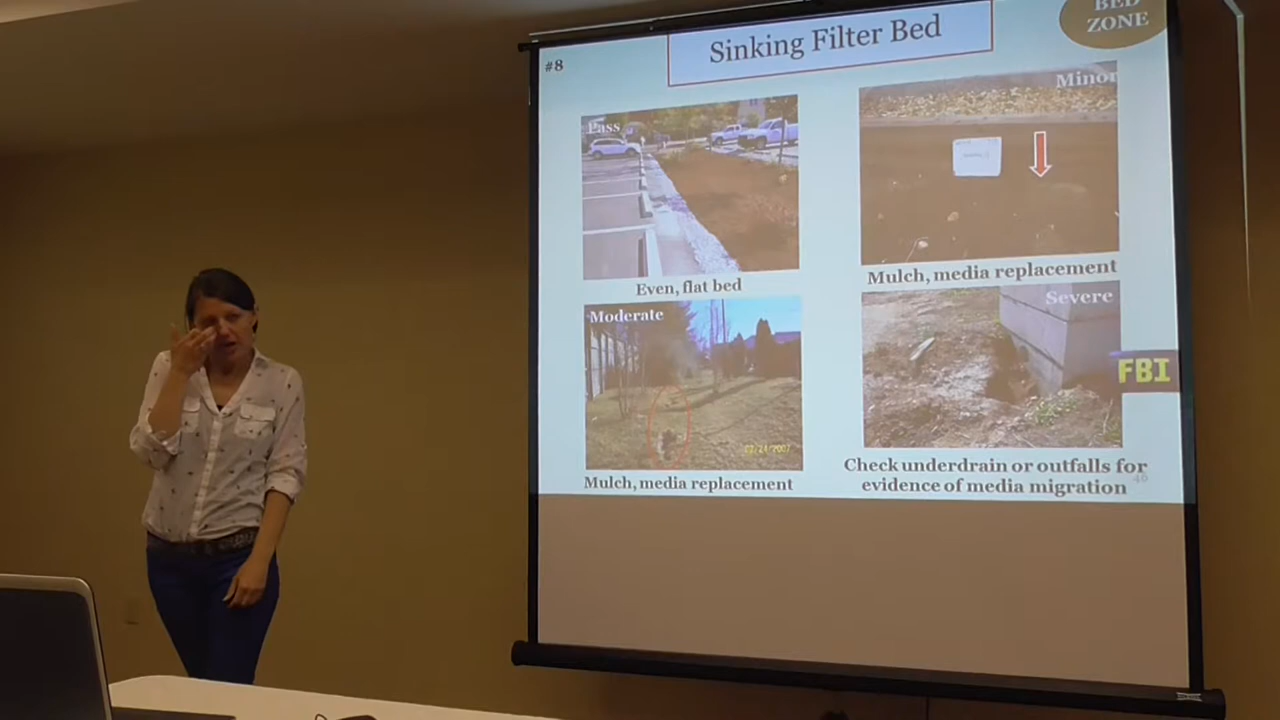 #8
Sinking Filter Bed
BED
ZONE
Pass
Even, flat bed
Minor
Mulch, media replacement
Moderate
Mulch, media replacement
Severe
FBI
Check underdrain or outfalls for
evidence of media migration
46